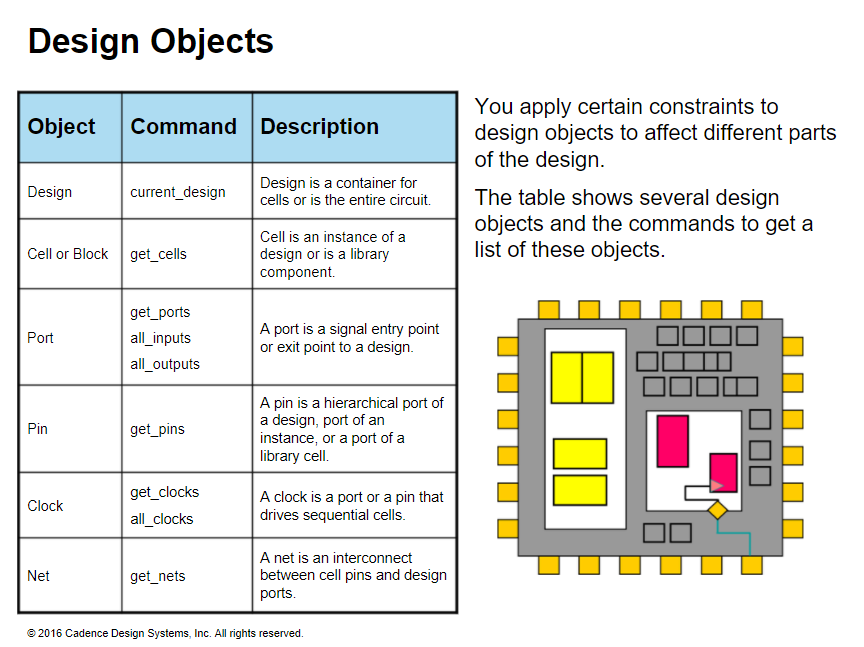 Design Objects
Object Command Description
Design current_design Design is a container for
cells or is the entire circuit.
Cell or Block get_cells Cell is an instance of a
design or is a library
component.
Port get_ports
all_inputs
all_outputs
A port is a signal entry point
or exit point to a design.
Pin get_pins A pin is a hierarchical port of
a design, port of an
instance, or a port of a
library cell.
Clock get_clocks
all_clocks
A clock is a port or a pin that
drives sequential cells.
Net get_nets A net is an interconnect
between cell pins and design
ports.
You apply certain constraints to
design objects to affect different parts
of the design.
The table shows several design
objects and the commands to get a
list of these objects.
© 2016 Cadence Design Systems, Inc. All rights reserved.